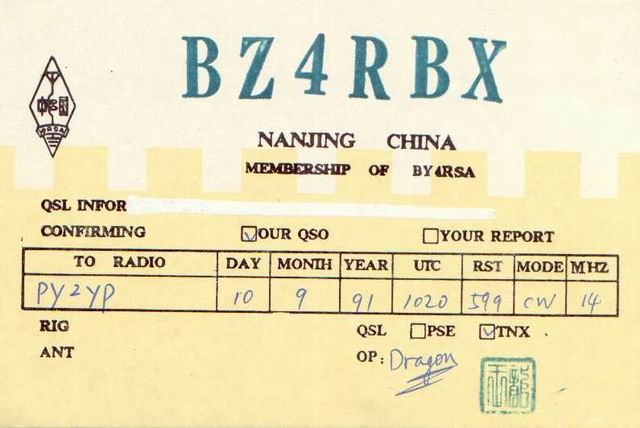 BZ4RBX
NANJING CHINA
MEMBERSHIP OF BY4RSA
QSL INFOR
CONFIRMING OUR QSO YOUR REPORT
TO RADIO DAY MONTH YEAR UTC RST MODE MHZ
PY2YP 10 9 91 1020 599 CW 14
RIG QSL PSE TNX
ANT OP: Dragon